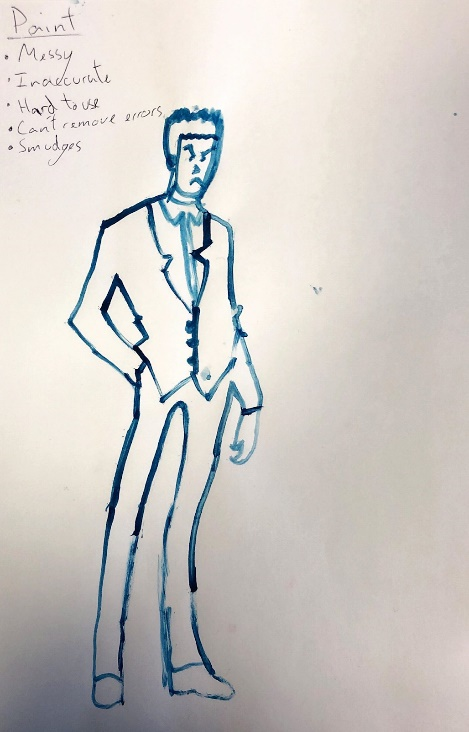 Paint
• Messy
• Inaccurate
• Hard to use
• Can't remove errors
• Smudges